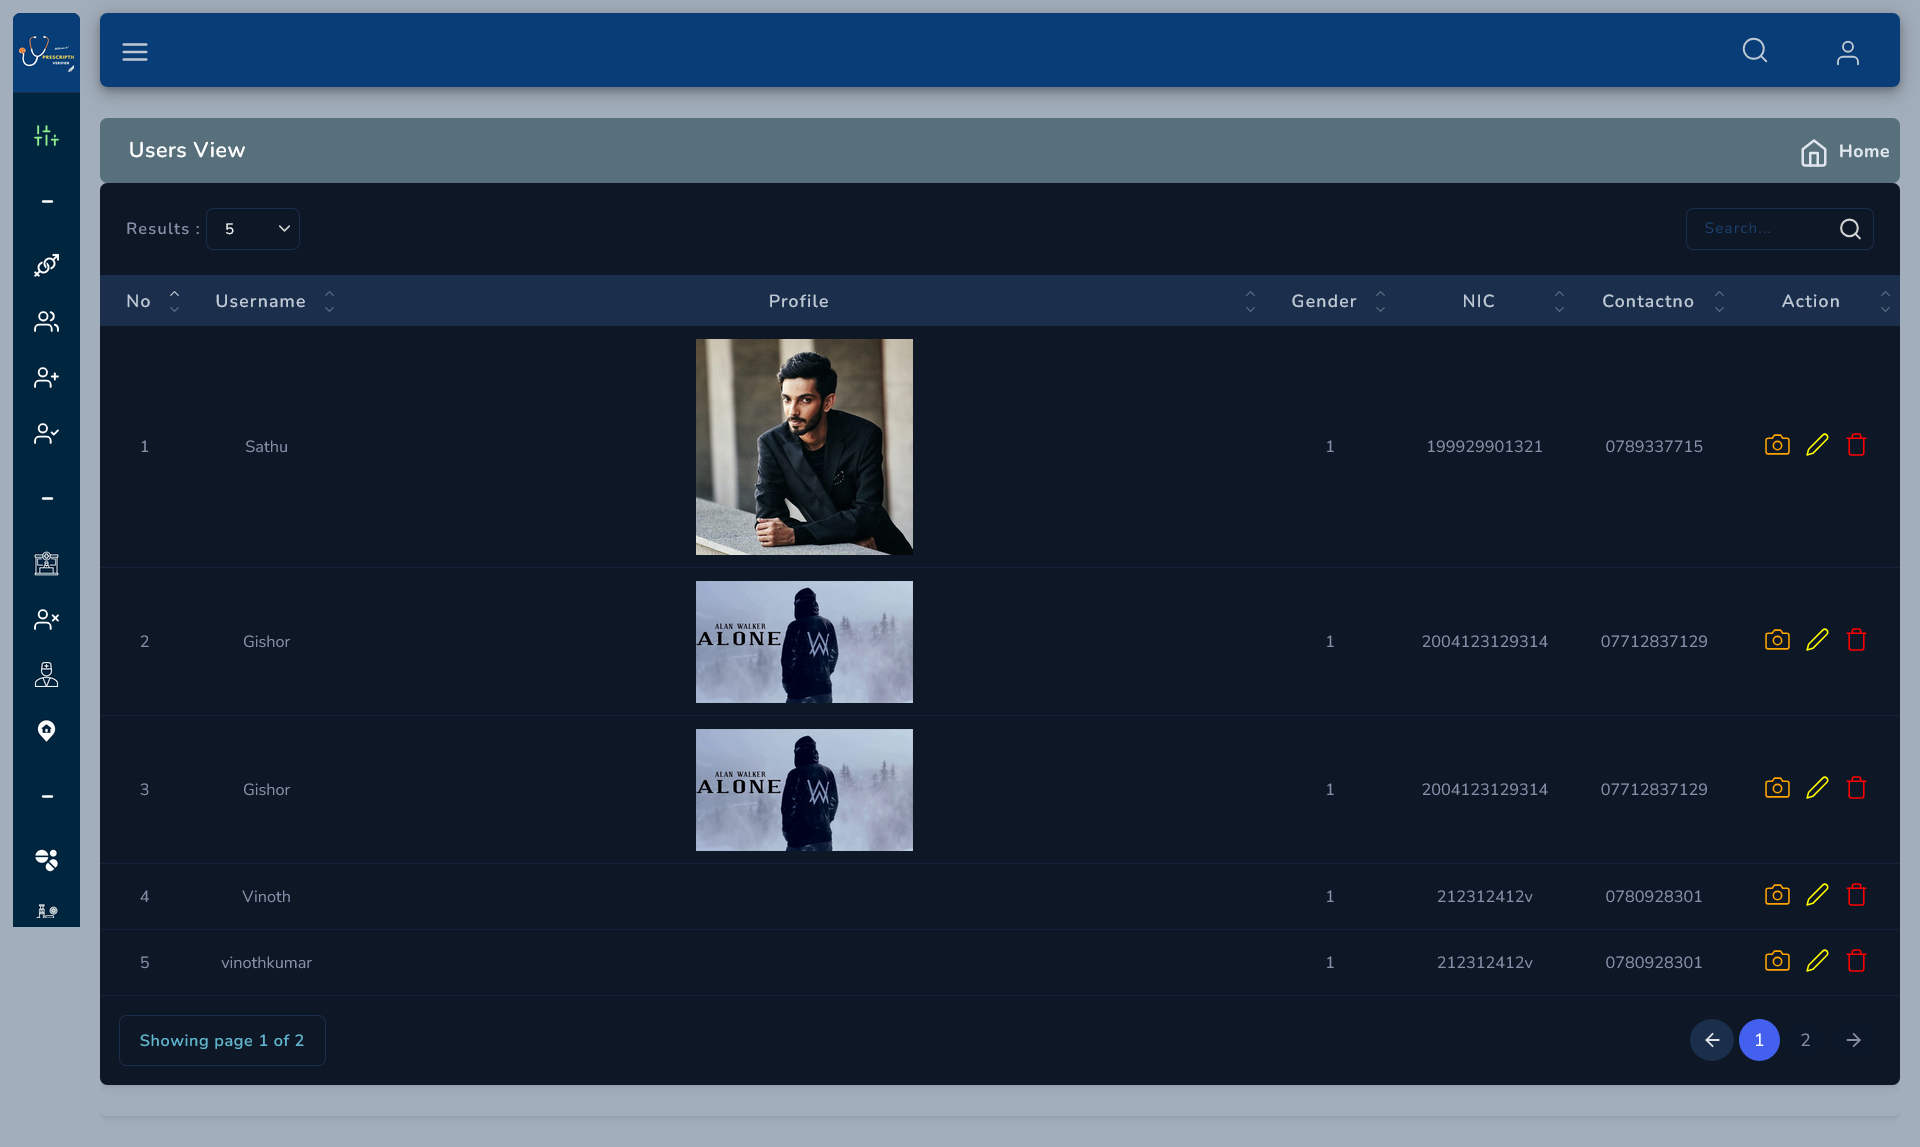 PRESCRIPTI
VERIFIER
Users View
Home
Results :
5
Search...
No Username Profile Gender NIC Contactno Action
1 Sathu 1 199929901321 0789337715
ALAN WALKER
ALONE
2 Gishor 1 2004123129314 07712837129
ALAN WALKER
ALONE
3 Gishor 1 2004123129314 07712837129
4 Vinoth 1 212312412v 0780928301
5 vinothkumar 1 212312412v 0780928301
Showing page 1 of 2
1 2